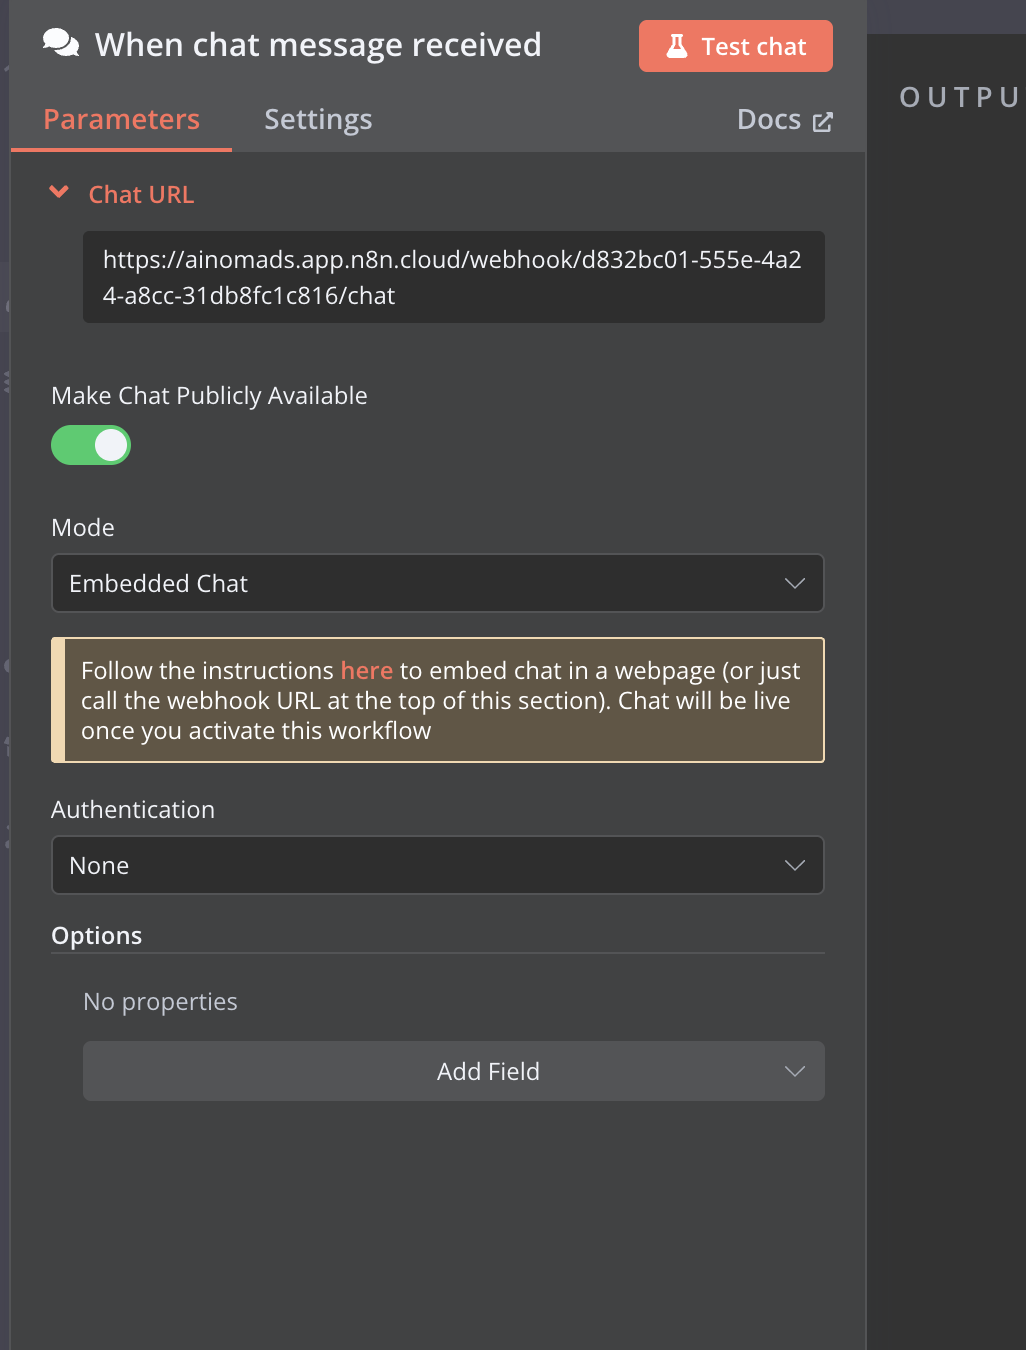 When chat message received
Test chat
Parameters
Settings
Docs
OUTPU
Chat URL
https://ainomads.app.n8n.cloud/webhook/d832bc01-555e-4a2
4-a8cc-31db8fc1c816/chat
Make Chat Publicly Available
Mode
Embedded Chat
Follow the instructions here to embed chat in a webpage (or just
call the webhook URL at the top of this section). Chat will be live
once you activate this workflow
Authentication
None
Options
No properties
Add Field